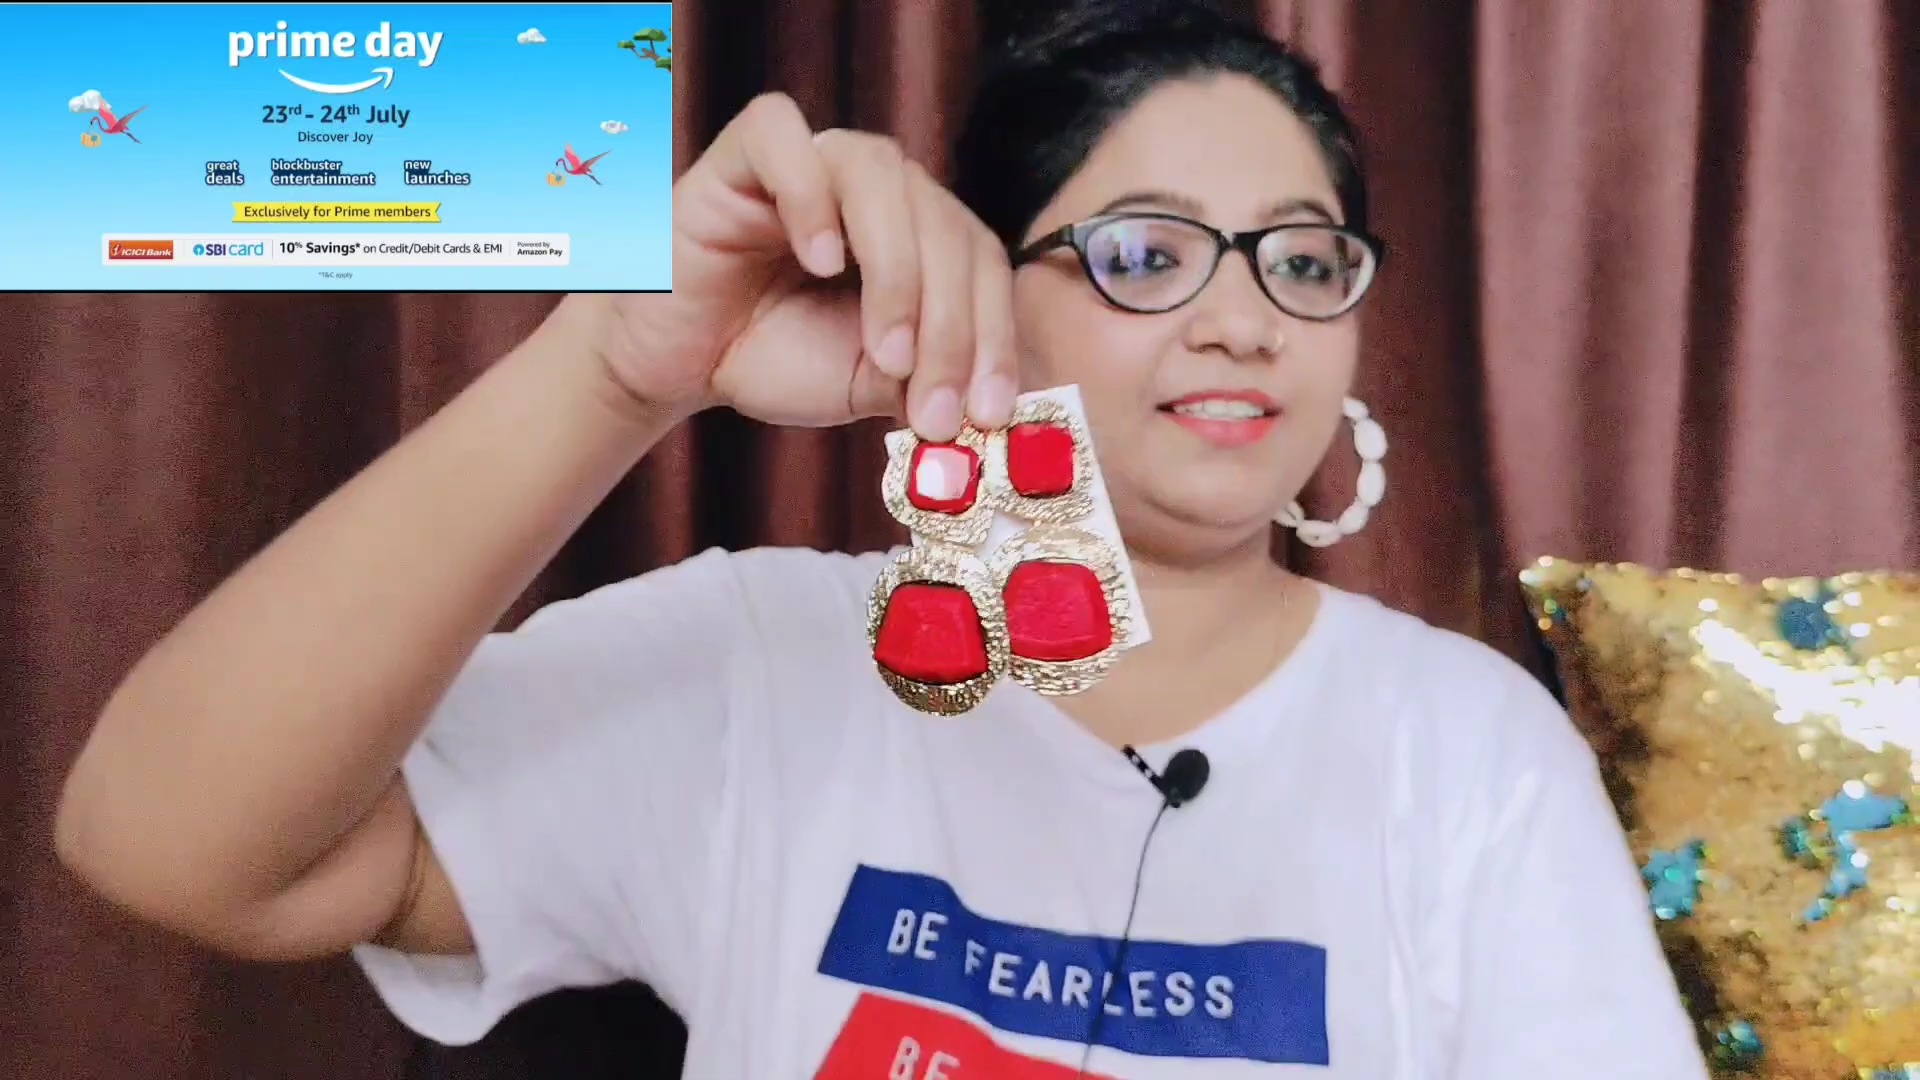 prime day
23rd - 24th July
Discover Joy
great deals
blockbuster entertainment
new launches
Exclusively for Prime members
ICICI Bank
SBI card
10% Savings* on Credit/Debit Cards & EMI
Powered by Amazon Pay
*T&C apply
BE FEARLESS
BE